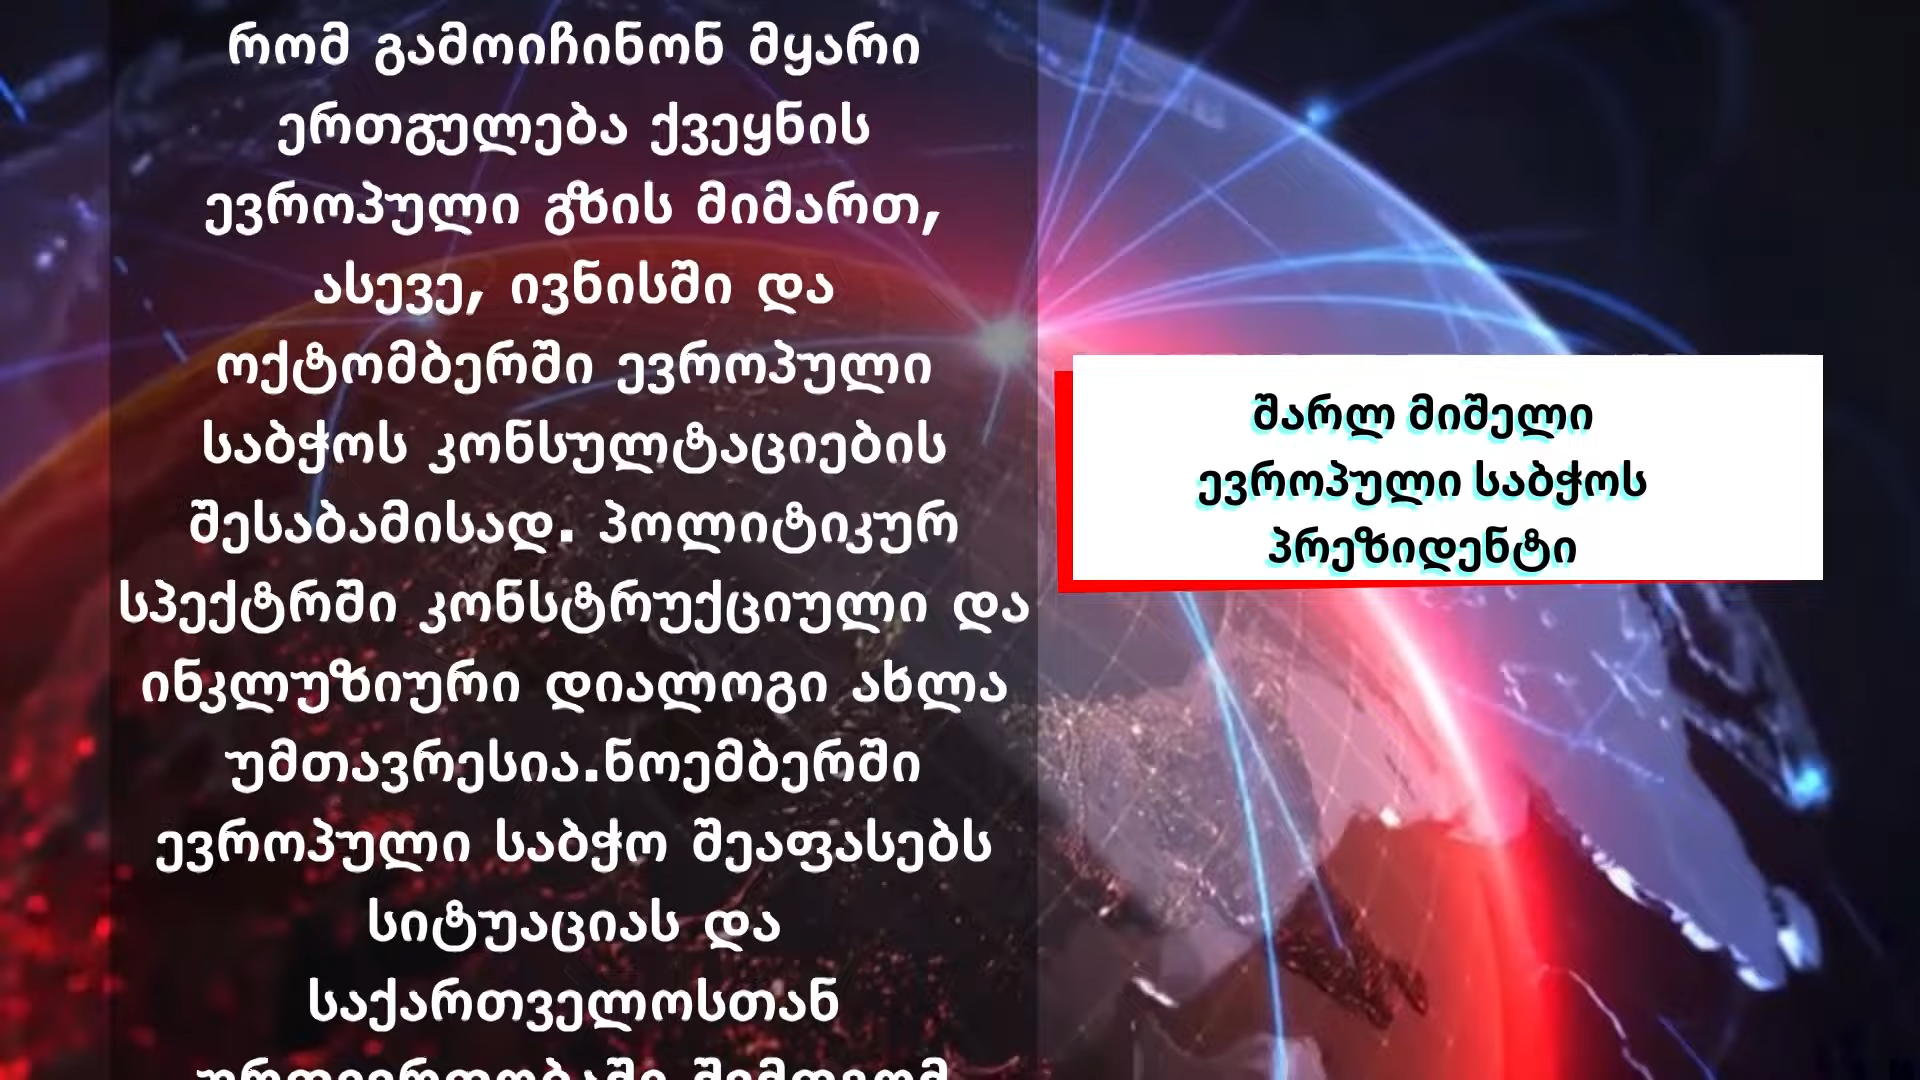 რომ გამოიჩინონ მყარი
ერთგულება ქვეყნის
ევროპული გზის მიმართ,
ასევე, ივნისში და
ოქტომბერში ევროპული
საბჭოს კონსულტაციების
შესაბამისად. პოლიტიკურ
სპექტრში კონსტრუქციული და
ინკლუზიური დიალოგი ახლა
უმთავრესია.ნოემბერში
ევროპული საბჭო შეაფასებს
სიტუაციას და
საქართველოსთან
შარლ მიშელი
ევროპული საბჭოს
პრეზიდენტი